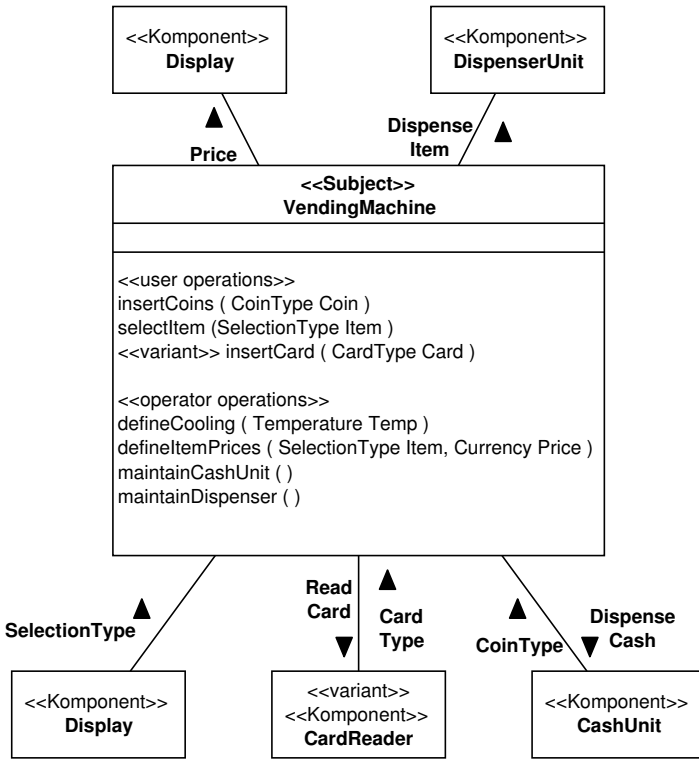 <<Komponent>>
Display
<<Komponent>>
DispenserUnit
Price
Dispense
Item
<<Subject>>
VendingMachine
<<user operations>>
insertCoins ( CoinType Coin )
selectItem (SelectionType Item )
<<variant>> insertCard ( CardType Card )
<<operator operations>>
defineCooling ( Temperature Temp )
defineItemPrices ( SelectionType Item, Currency Price )
maintainCashUnit ( )
maintainDispenser ( )
SelectionType
Read
Card
Card
Type
CoinType
Dispense
Cash
<<Komponent>>
Display
<<variant>>
<<Komponent>>
CardReader
<<Komponent>>
CashUnit